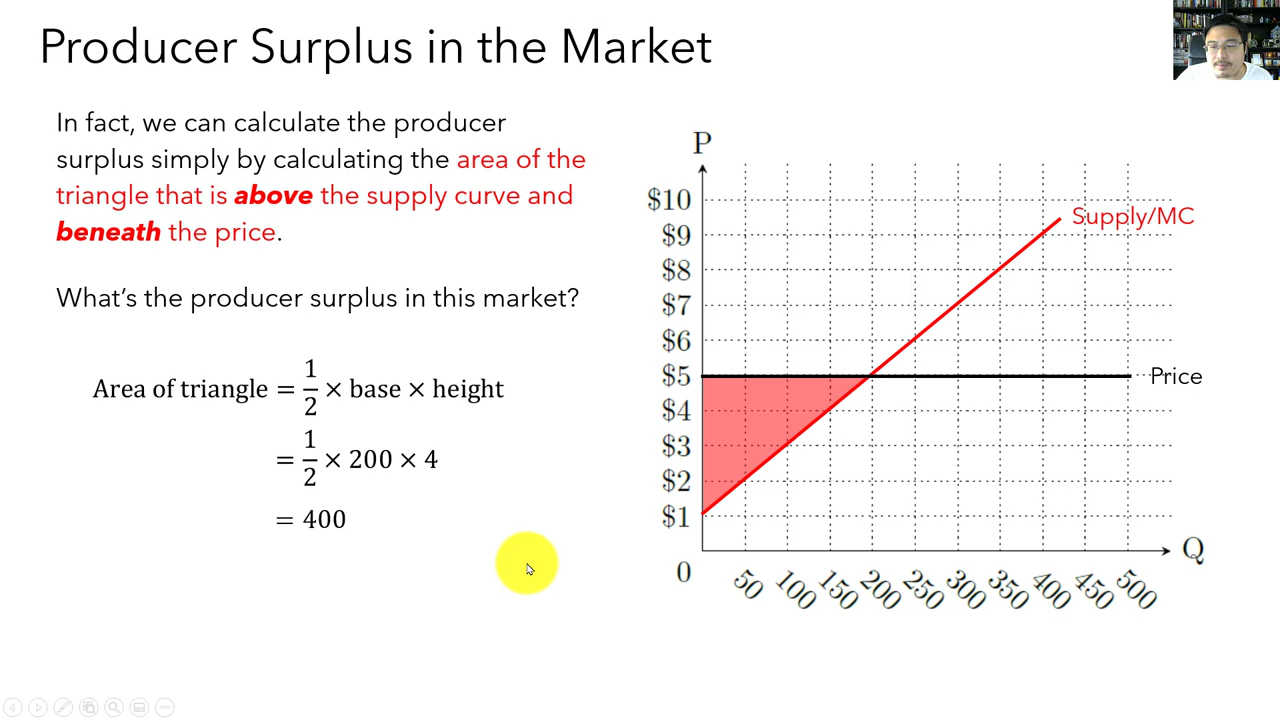 Producer Surplus in the Market
In fact, we can calculate the producer
surplus simply by calculating the area of the
triangle that is above the supply curve and
beneath the price.
What's the producer surplus in this market?
Area of triangle = 1/2 × base × height
= 1/2 × 200 × 4
= 400
P
$10
$9
$8
$7
$6
$5
$4
$3
$2
$1
0
Supply/MC
Price
Q
50 100 150 200 250 300 350 400 450 500